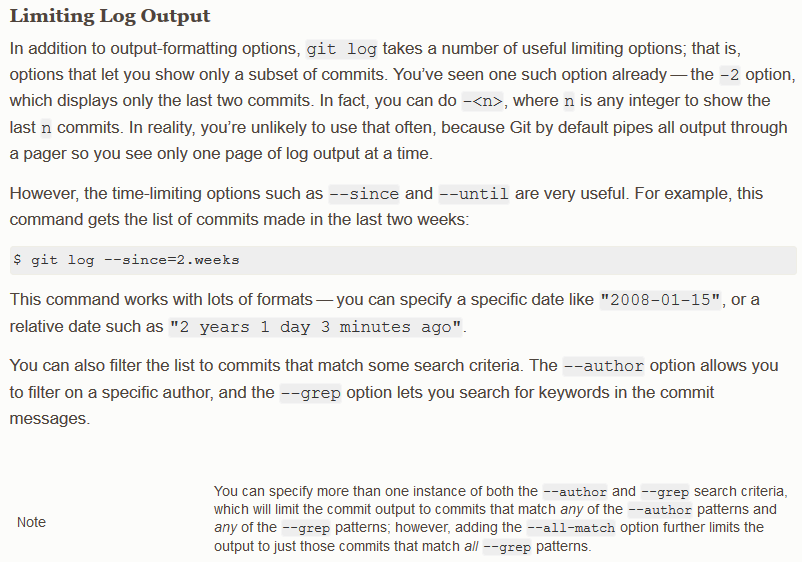 Limiting Log Output
In addition to output-formatting options, git log takes a number of useful limiting options; that is,
options that let you show only a subset of commits. You’ve seen one such option already — the -2 option,
which displays only the last two commits. In fact, you can do -<n>, where n is any integer to show the
last n commits. In reality, you’re unlikely to use that often, because Git by default pipes all output through
a pager so you see only one page of log output at a time.
However, the time-limiting options such as --since and --until are very useful. For example, this
command gets the list of commits made in the last two weeks:
$ git log --since=2.weeks
This command works with lots of formats — you can specify a specific date like "2008-01-15", or a
relative date such as "2 years 1 day 3 minutes ago".
You can also filter the list to commits that match some search criteria. The --author option allows you
to filter on a specific author, and the --grep option lets you search for keywords in the commit
messages.
Note
You can specify more than one instance of both the --author and --grep search criteria,
which will limit the commit output to commits that match any of the --author patterns and
any of the --grep patterns; however, adding the --all-match option further limits the
output to just those commits that match all --grep patterns.